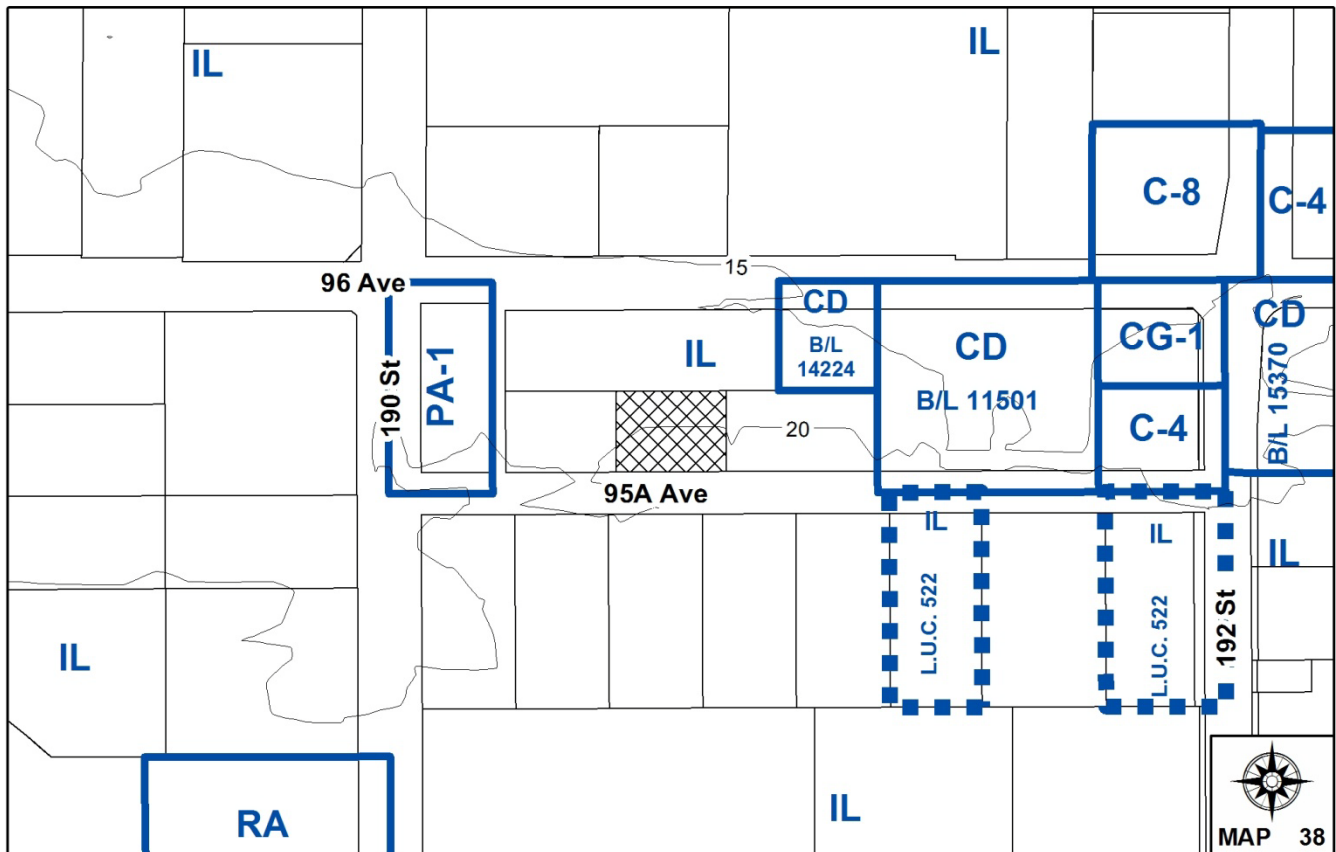 IL
IL
C-8
C-4
15
96 Ave
190 St
PA-1
IL
CD
B/L
14224
CD
B/L 11501
CG-1
C-4
CD
B/L 15370
20
95A Ave
IL
L.U.C. 522
IL
L.U.C. 522
192 St
IL
IL
RA
IL
MAP 38